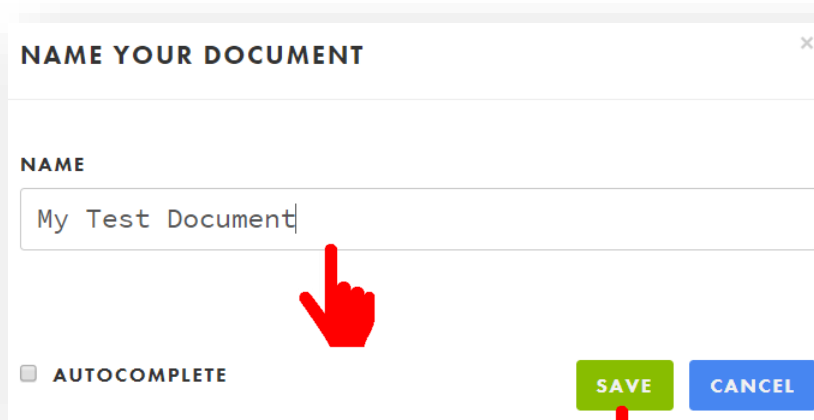 NAME YOUR DOCUMENT ×
NAME
My Test Document
AUTOCOMPLETE SAVE CANCEL